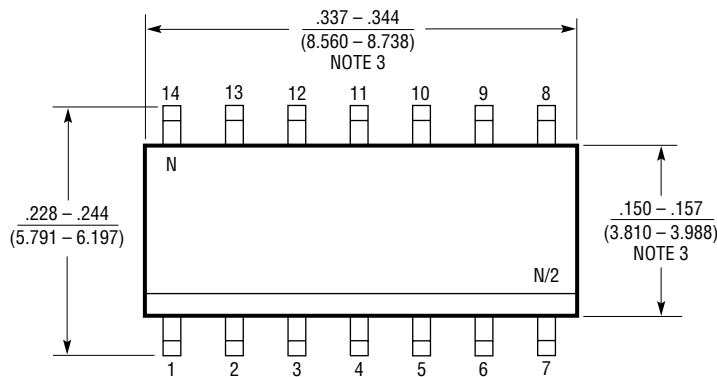 .337 – .344
(8.560 – 8.738)
NOTE 3
14 13 12 11 10 9 8
N
.228 – .244
(5.791 – 6.197)
.150 – .157
(3.810 – 3.988)
NOTE 3
N/2
1 2 3 4 5 6 7